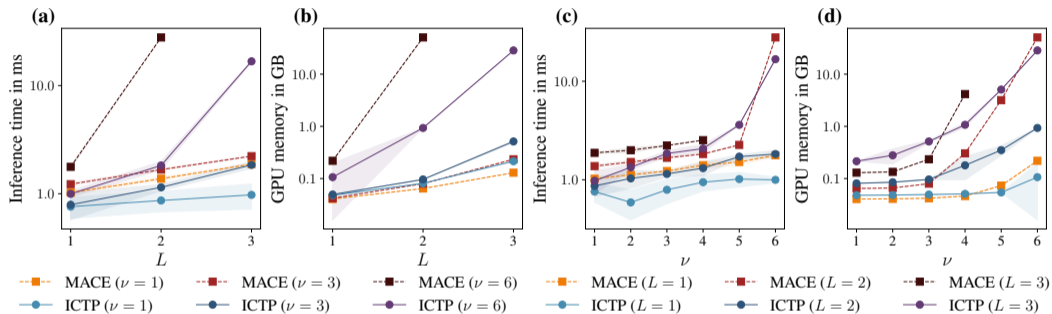 (a) (b) (c) (d)
Inference time in ms
10.0
1.0
1 2 3
L
GPU memory in GB
10.0
1.0
0.1
1 2 3
L
Inference time in ms
10.0
1.0
1 2 3 4 5 6
ν
GPU memory in GB
10.0
1.0
0.1
1 2 3 4 5 6
ν
MACE (ν = 1) MACE (ν = 3) MACE (ν = 6) MACE (L = 1) MACE (L = 2) MACE (L = 3)
ICTP (ν = 1) ICTP (ν = 3) ICTP (ν = 6) ICTP (L = 1) ICTP (L = 2) ICTP (L = 3)